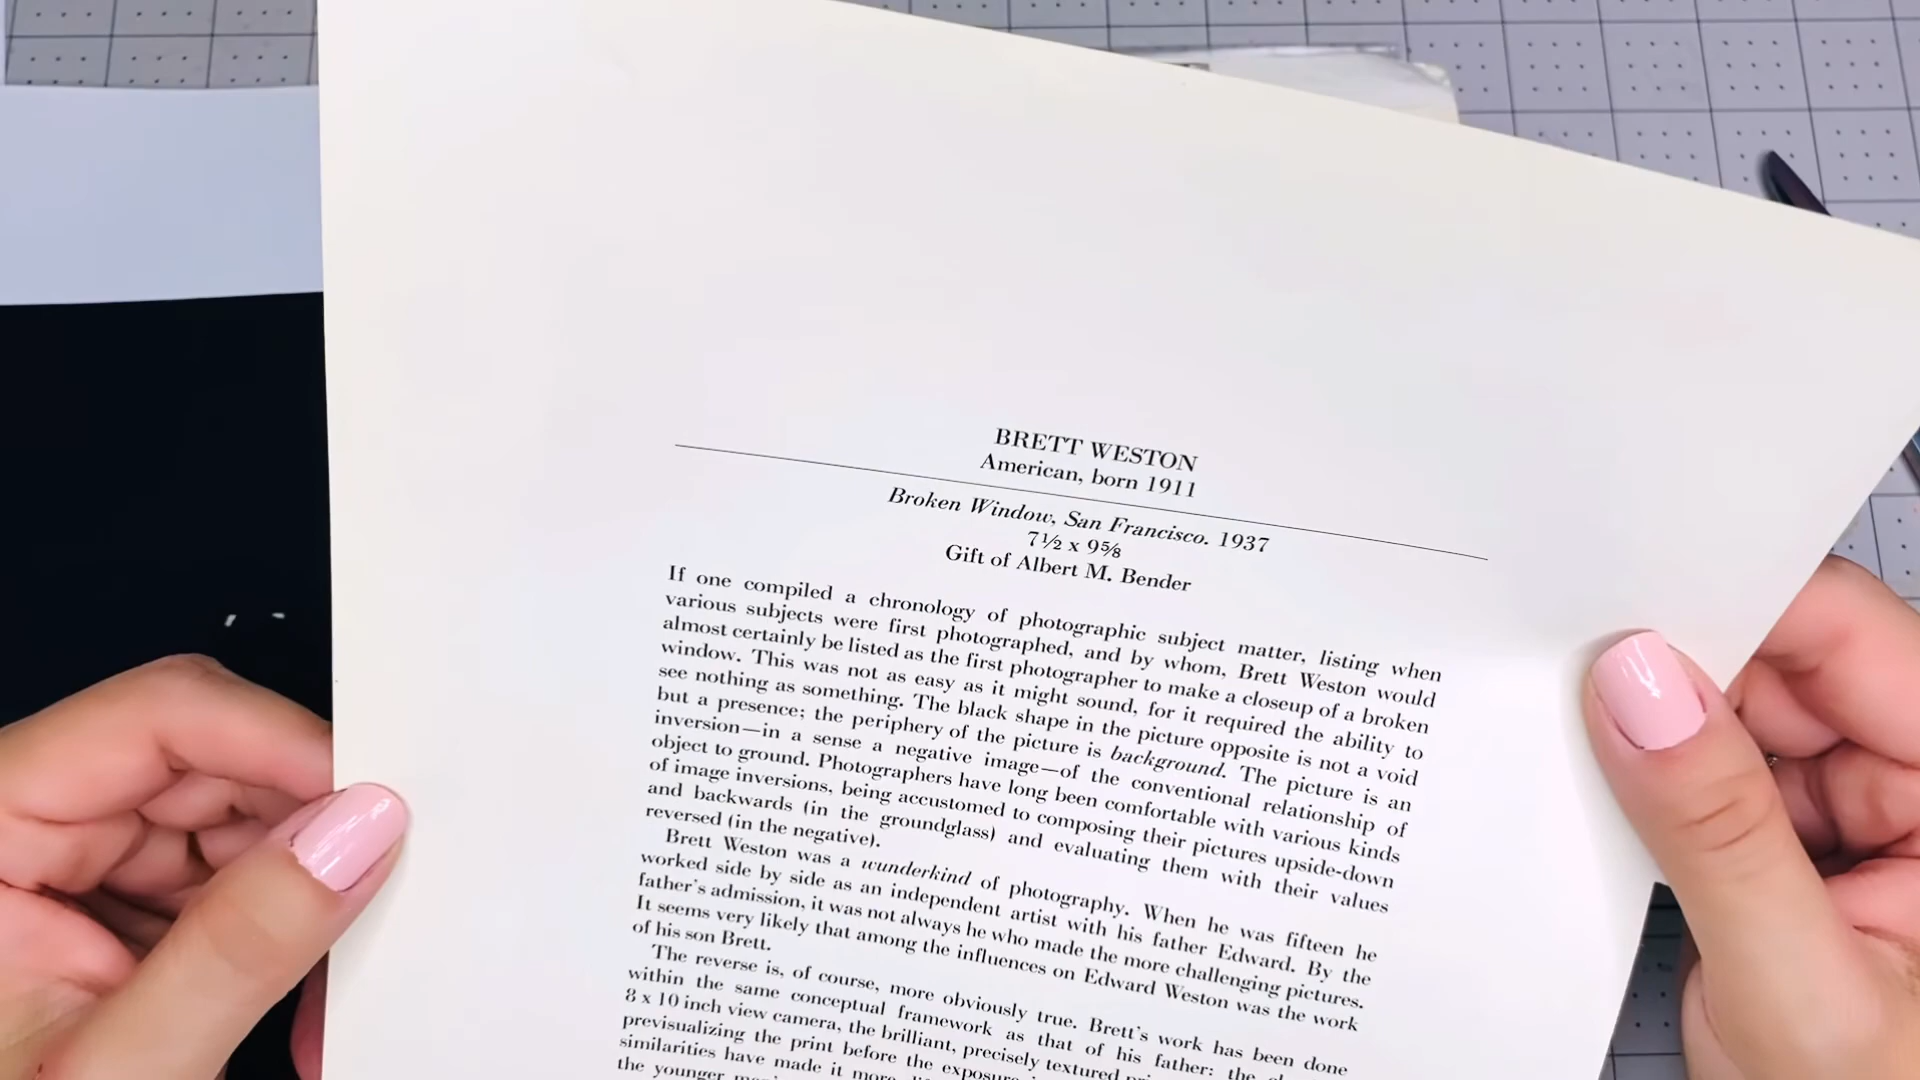 BRETT WESTON
American, born 1911
Broken Window, San Francisco. 1937
7½ x 9⅝
Gift of Albert M. Bender
If one compiled a chronology of photographic subject matter, listing when
various subjects were first photographed, and by whom, Brett Weston would
almost certainly be listed as the first photographer to make a closeup of a broken
window. This was not as easy as it might sound, for it required the ability to
see nothing as something. The black shape in the picture opposite is not a void
but a presence; the periphery of the picture is background. The picture is an
inversion—in a sense a negative image—of the conventional relationship of
object to ground. Photographers have long been comfortable with various kinds
of image inversions, being accustomed to composing their pictures upside-down
and backwards (in the groundglass) and evaluating them with their values
reversed (in the negative).
Brett Weston was a wunderkind of photography. When he was fifteen he
worked side by side as an independent artist with his father Edward. By the
father's admission, it was not always he who made the more challenging pictures.
It seems very likely that among the influences on Edward Weston was the work
of his son Brett.
The reverse is, of course, more obviously true. Brett's work has been done
within the same conceptual framework as that of his father: the
8 x 10 inch view camera, the brilliant, precisely textured
previsualizing the print before the
similarities have made it more
the younger